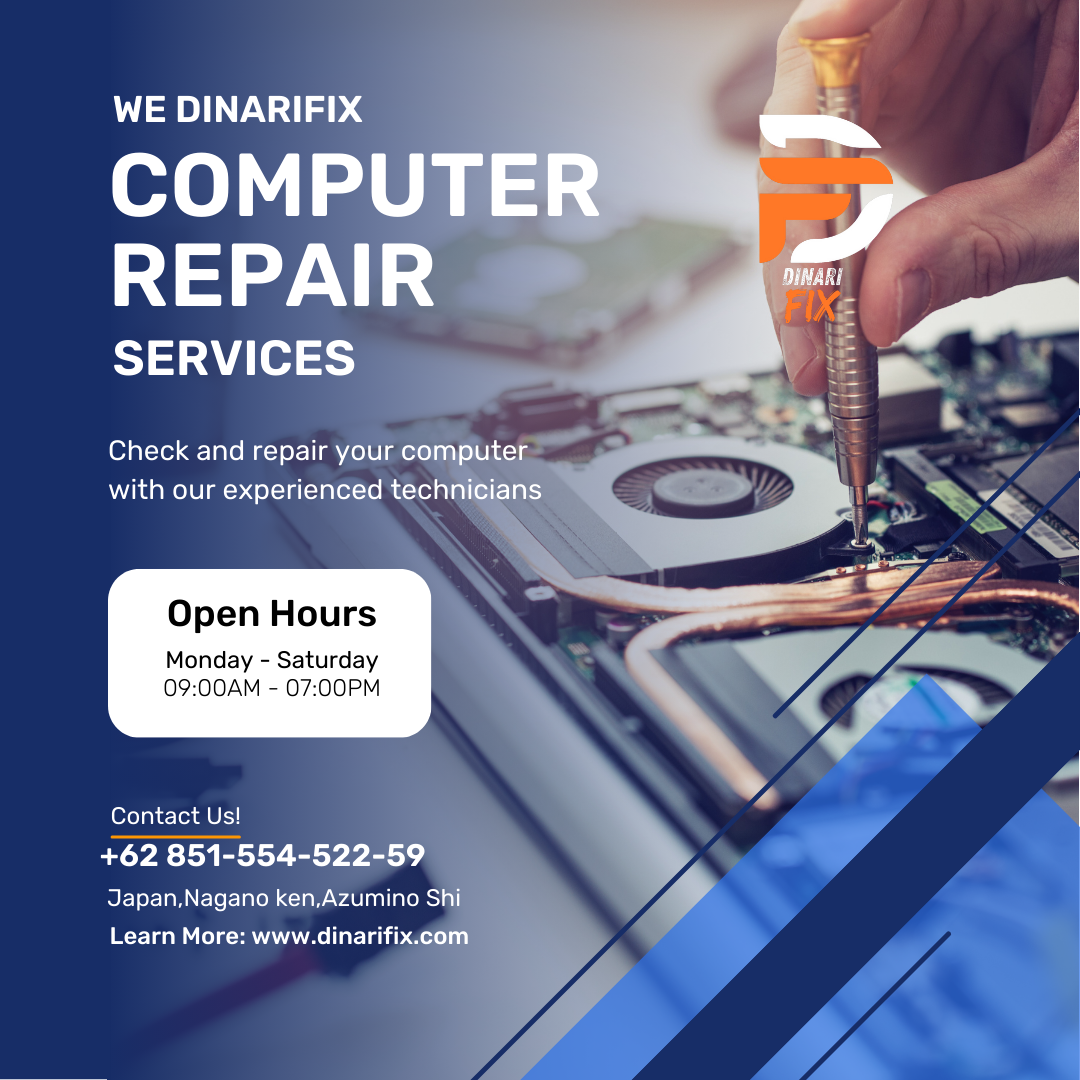 WE DINARIFIX
COMPUTER
REPAIR
SERVICES
Check and repair your computer
with our experienced technicians
Open Hours
Monday - Saturday
09:00AM - 07:00PM
Contact Us!
+62 851-554-522-59
Japan,Nagano ken,Azumino Shi
Learn More: www.dinarifix.com
DINARI
FIX